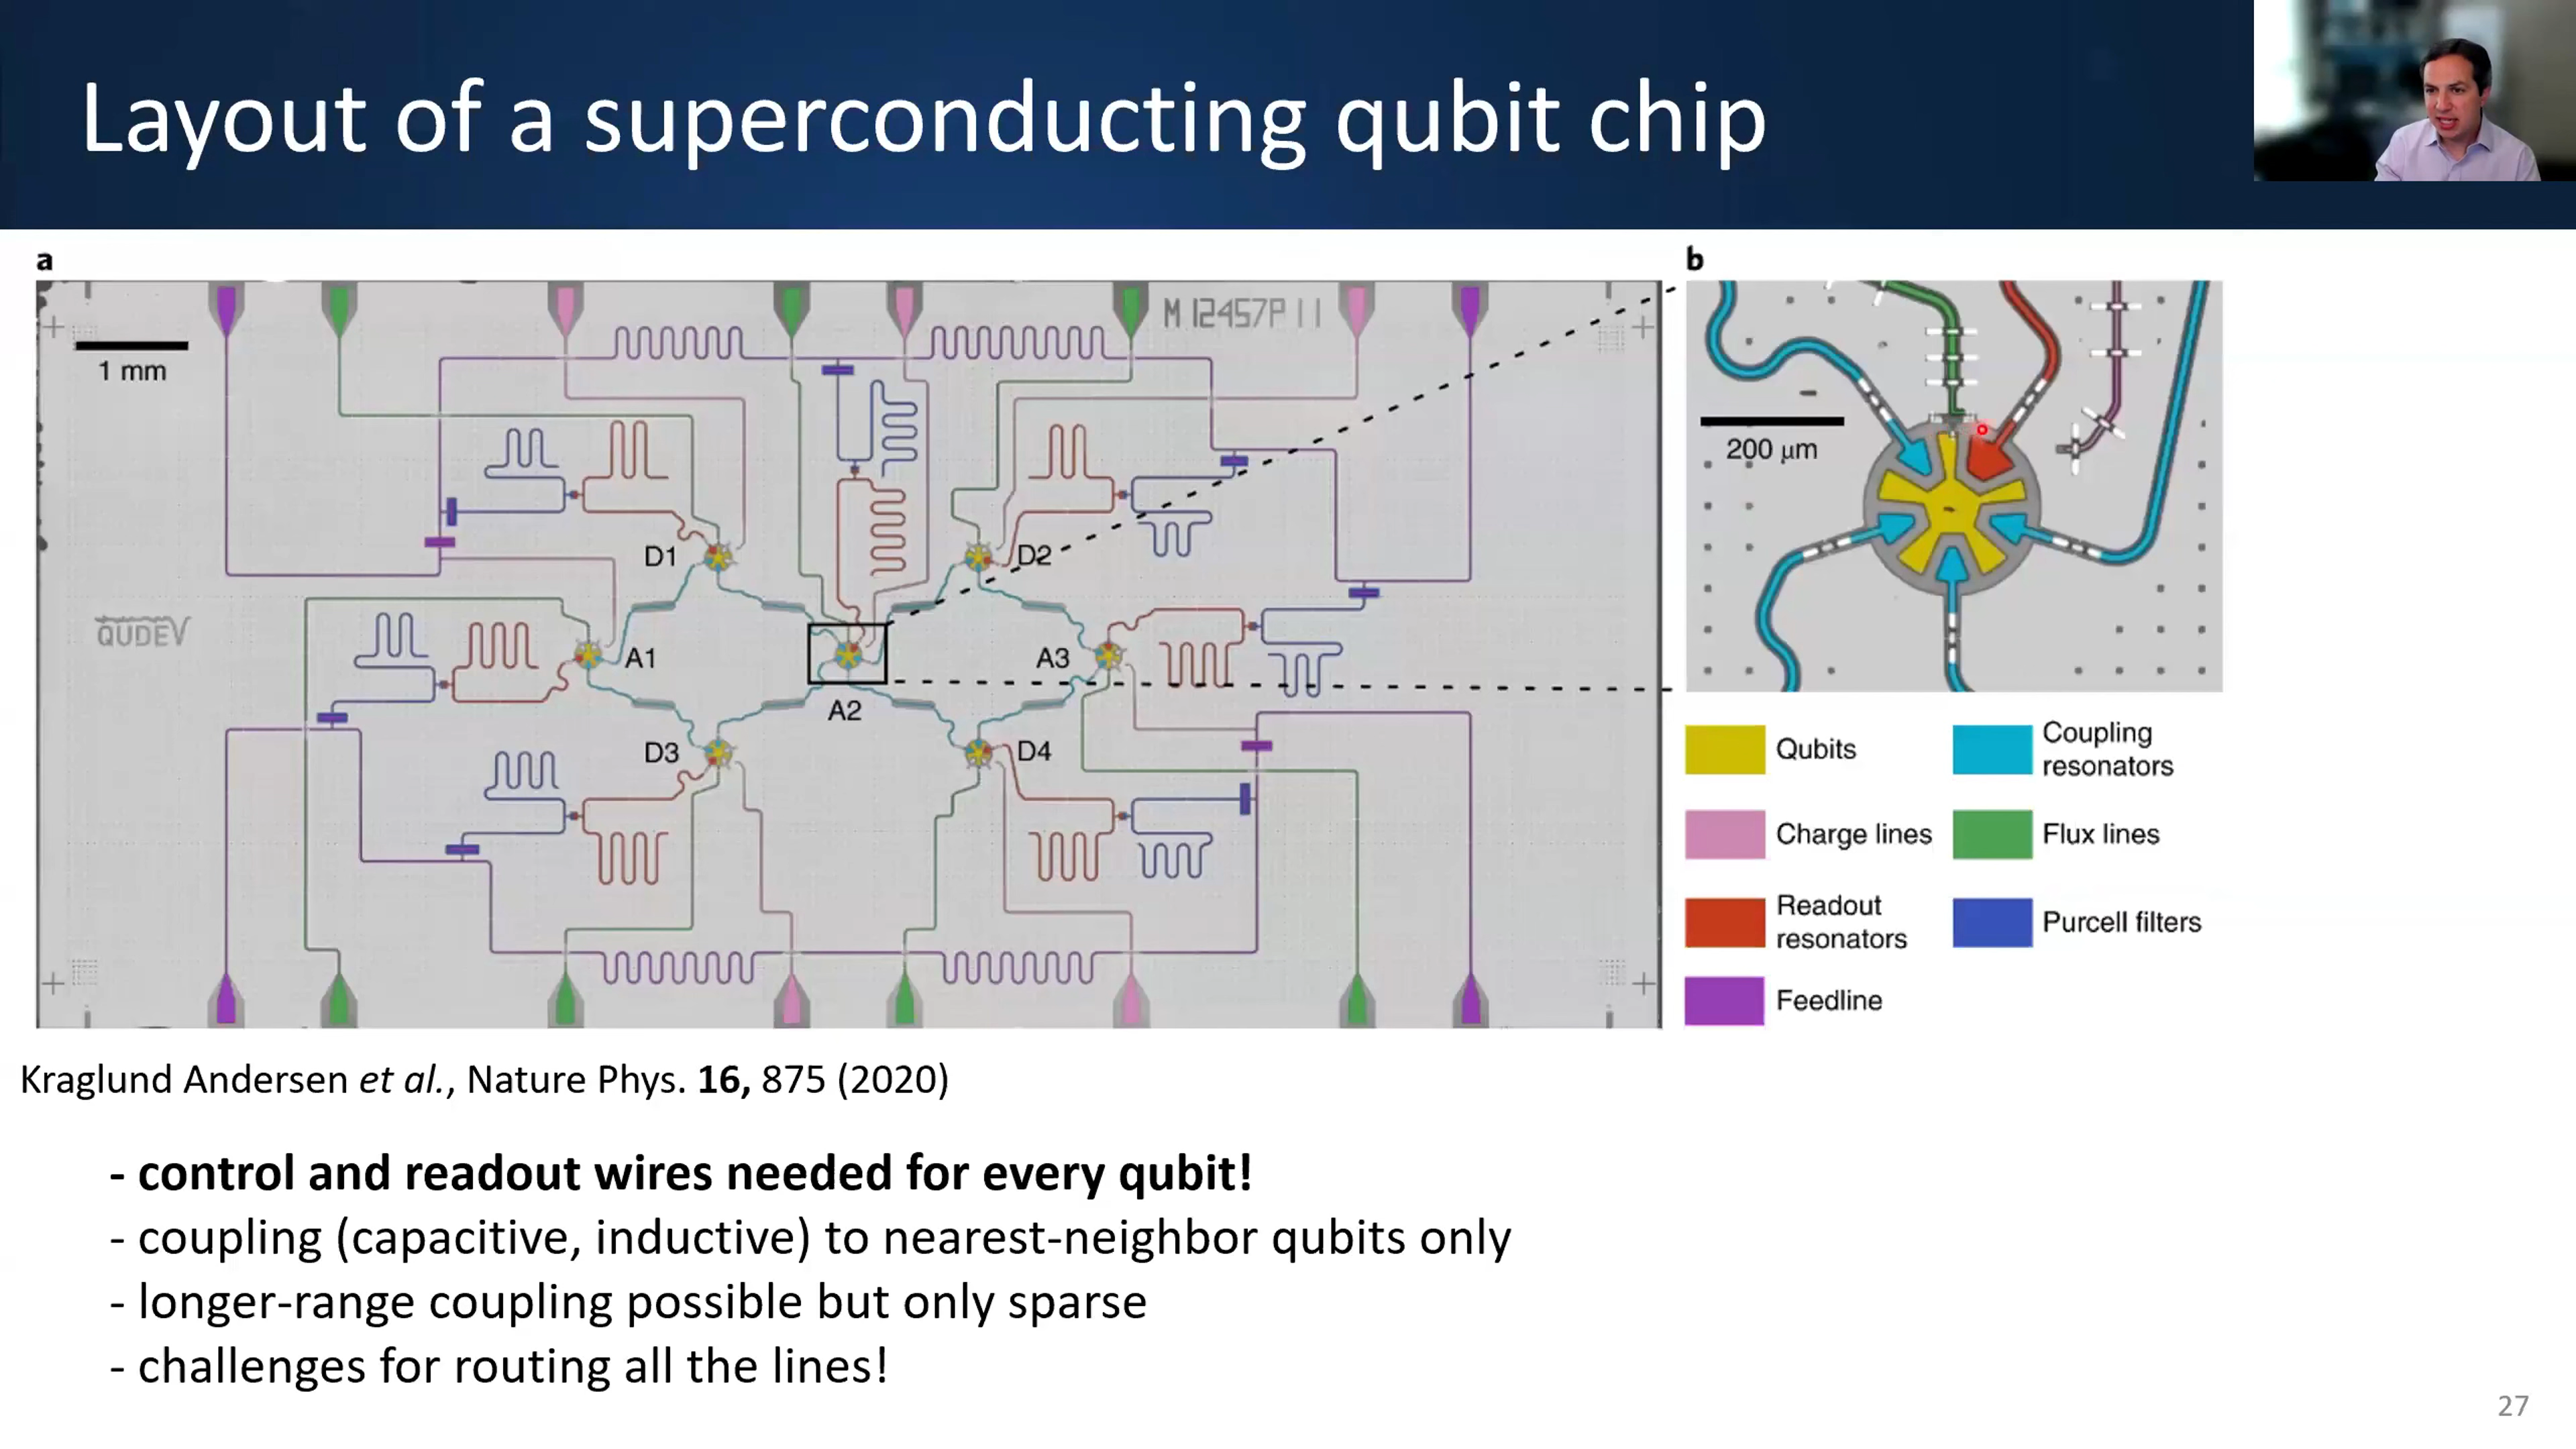 Layout of a superconducting qubit chip
a
b
M 12457P 11
1 mm
200 μm
D1
D2
QUDEV
A1
A3
A2
D3
D4
Qubits
Coupling
resonators
Charge lines
Flux lines
Readout
resonators
Purcell filters
Feedline
Kraglund Andersen et al., Nature Phys. 16, 875 (2020)
- control and readout wires needed for every qubit!
- coupling (capacitive, inductive) to nearest-neighbor qubits only
- longer-range coupling possible but only sparse
- challenges for routing all the lines!
27